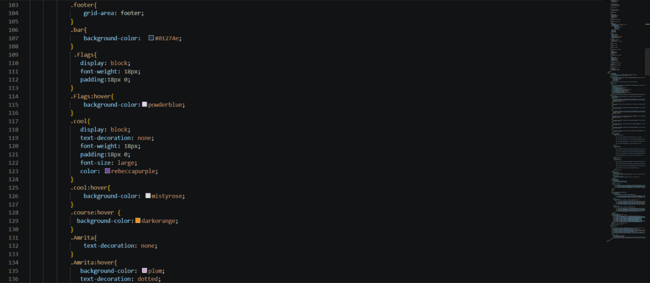 103 .footer{
104 grid-area: footer;
105 }
106 .bar{
107 background-color: #01274e;
108 }
109 .Flags{
110 display: block;
111 font-weight: 18px;
112 padding:18px 0;
113 }
114 .Flags:hover{
115 background-color:powderblue;
116 }
117 .cool{
118 display: block;
119 text-decoration: none;
120 font-weight: 18px;
121 padding:18px 0;
122 font-size: large;
123 color: rebeccapurple;
124 }
125 .cool:hover{
126 background-color: mistyrose;
127 }
128 .course:hover {
129 background-color:darkorange;
130 }
131 .Amrita{
132 text-decoration: none;
133 }
134 .Amrita:hover{
135 background-color: plum;
136 text-decoration: dotted;